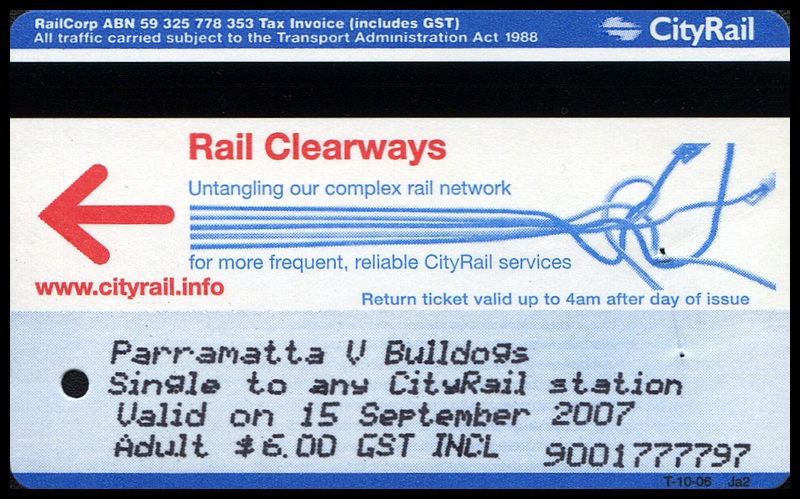 RailCorp ABN 59 325 778 353 Tax Invoice (includes GST)
All traffic carried subject to the Transport Administration Act 1988
CityRail
Rail Clearways
Untangling our complex rail network
for more frequent, reliable CityRail services
www.cityrail.info
Return ticket valid up to 4am after day of issue
Parramatta V Bulldogs
Single to any CityRail station
Valid on 15 September 2007
Adult $6.00 GST INCL 9001777797
T-10-06 Ja2